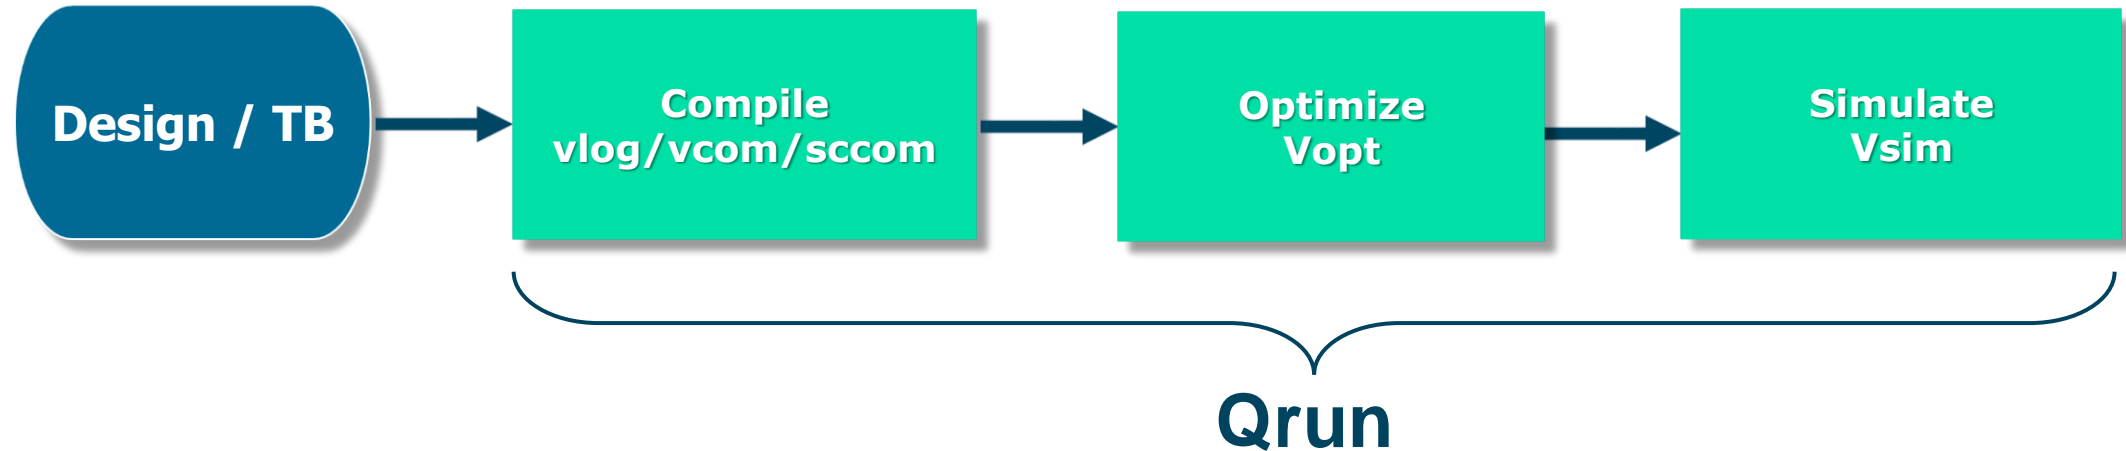 Design / TB
Compile
vlog/vcom/sccom
Optimize
Vopt
Simulate
Vsim
Qrun